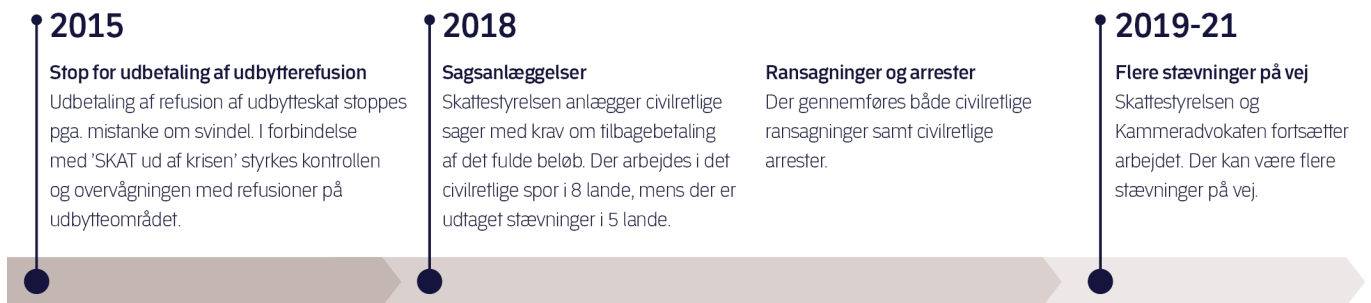 2015
Stop for udbetaling af udbytterefusion
Udbetaling af refusion af udbytteskat stoppes
pga. mistanke om svindel. I forbindelse
med ’SKAT ud af krisen’ styrkes kontrollen
og overvågningen med refusioner på
udbytteområdet.
2018
Sagsanlæggelser
Skattestyrelsen anlægger civilretlige
sager med krav om tilbagebetaling
af det fulde beløb. Der arbejdes i det
civilretlige spor i 8 lande, mens der er
udtaget stævninger i 5 lande.
Ransagninger og arrester
Der gennemføres både civilretlige
ransagninger samt civilretlige
arrester.
2019-21
Flere stævninger på vej
Skattestyrelsen og
Kammeradvokaten fortsætter
arbejdet. Der kan være flere
stævninger på vej.